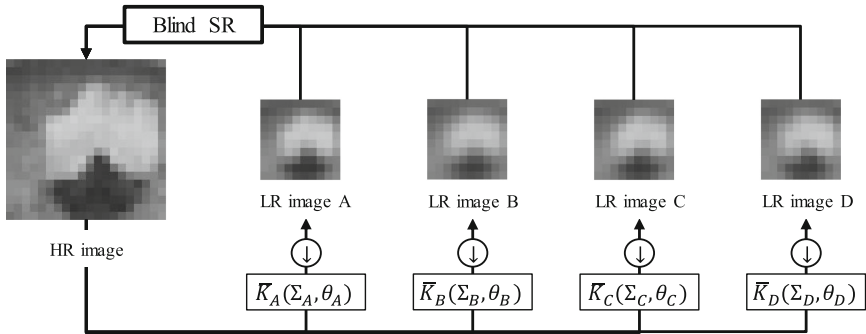 Blind SR
LR image A
LR image B
LR image C
LR image D
HR image
↓
↓
↓
↓
K̅_A(Σ_A, θ_A)
K̅_B(Σ_B, θ_B)
K̅_C(Σ_C, θ_C)
K̅_D(Σ_D, θ_D)